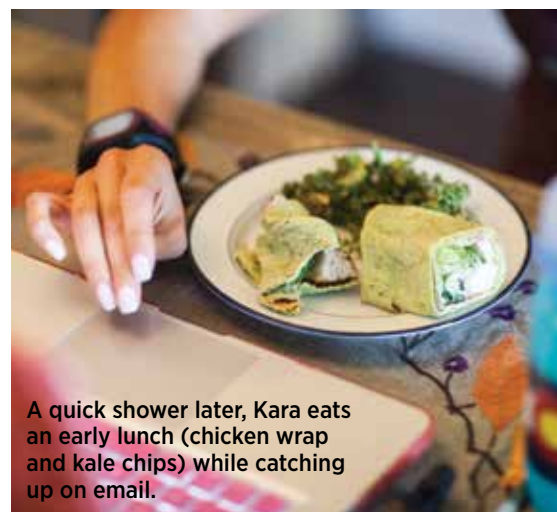 A quick shower later, Kara eats
an early lunch (chicken wrap
and kale chips) while catching
up on email.